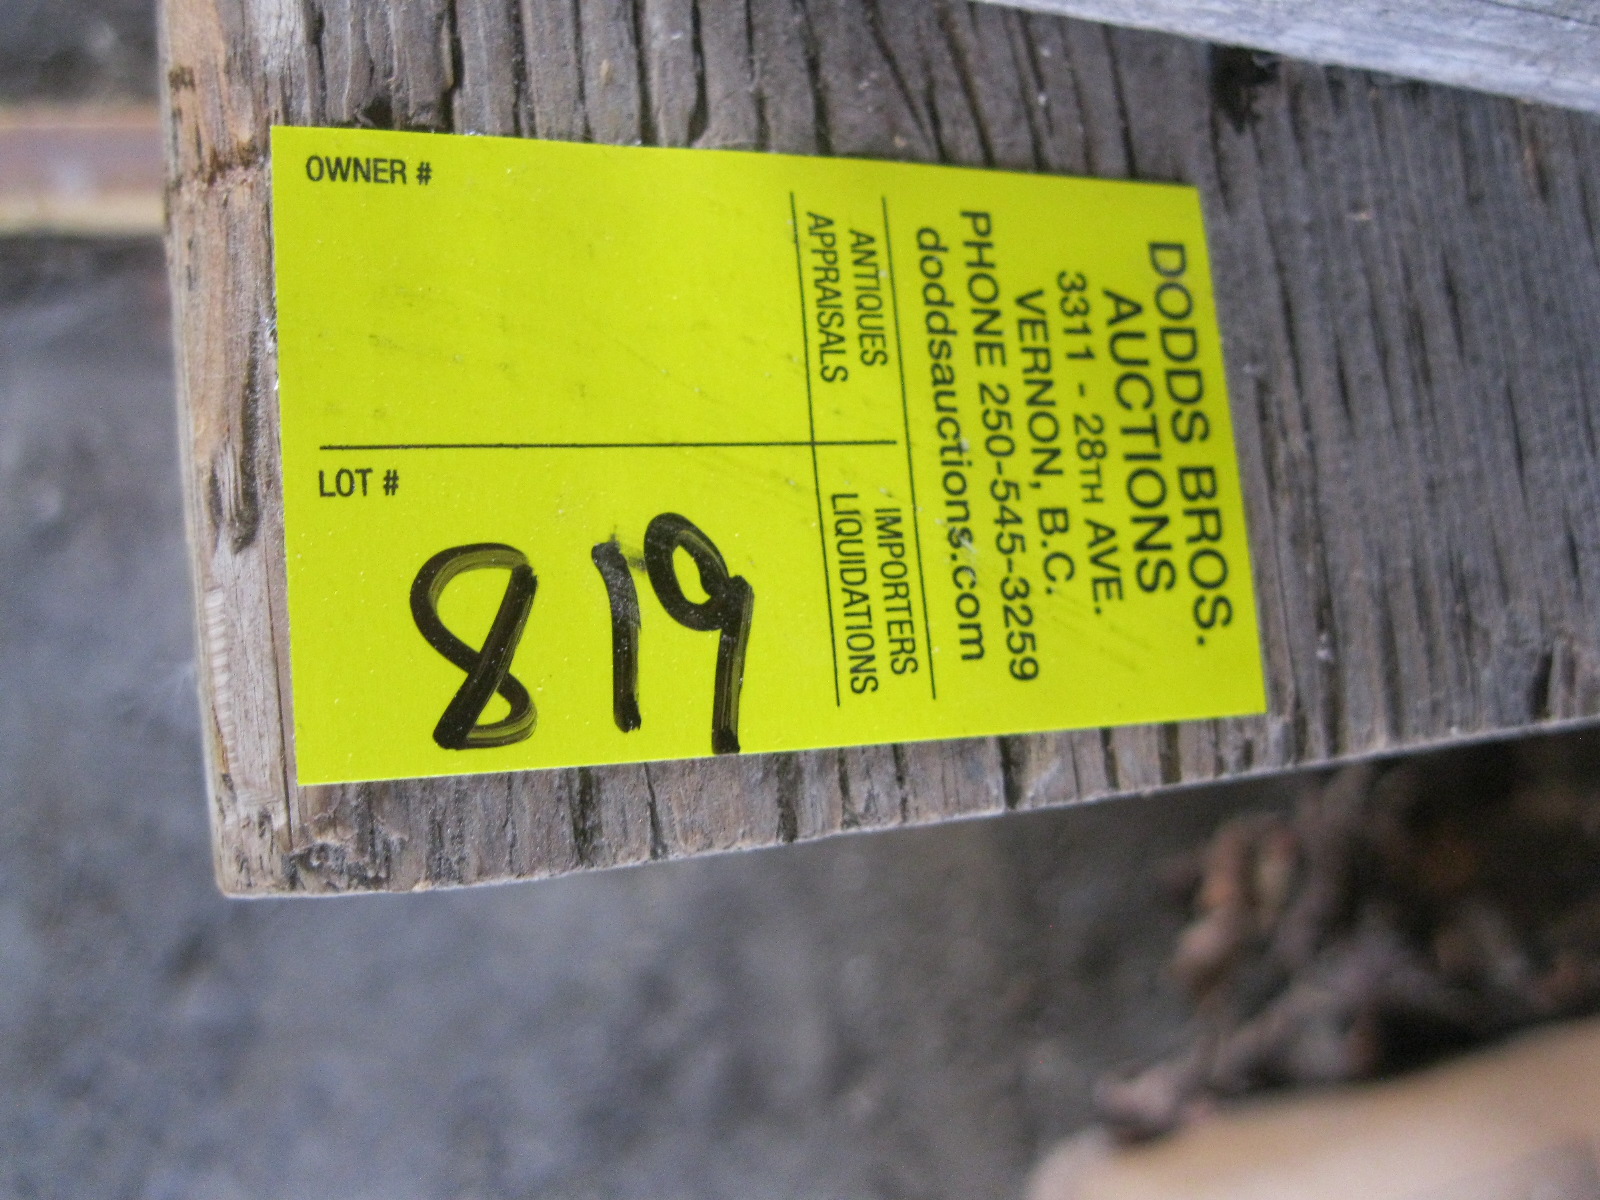 DODDS BROS.
AUCTIONS
3311 - 28TH AVE.
VERNON, B.C.
PHONE 250-545-3259
doddsauctions.com
ANTIQUES
APPRAISALS
IMPORTERS
LIQUIDATIONS
OWNER #
LOT #
819